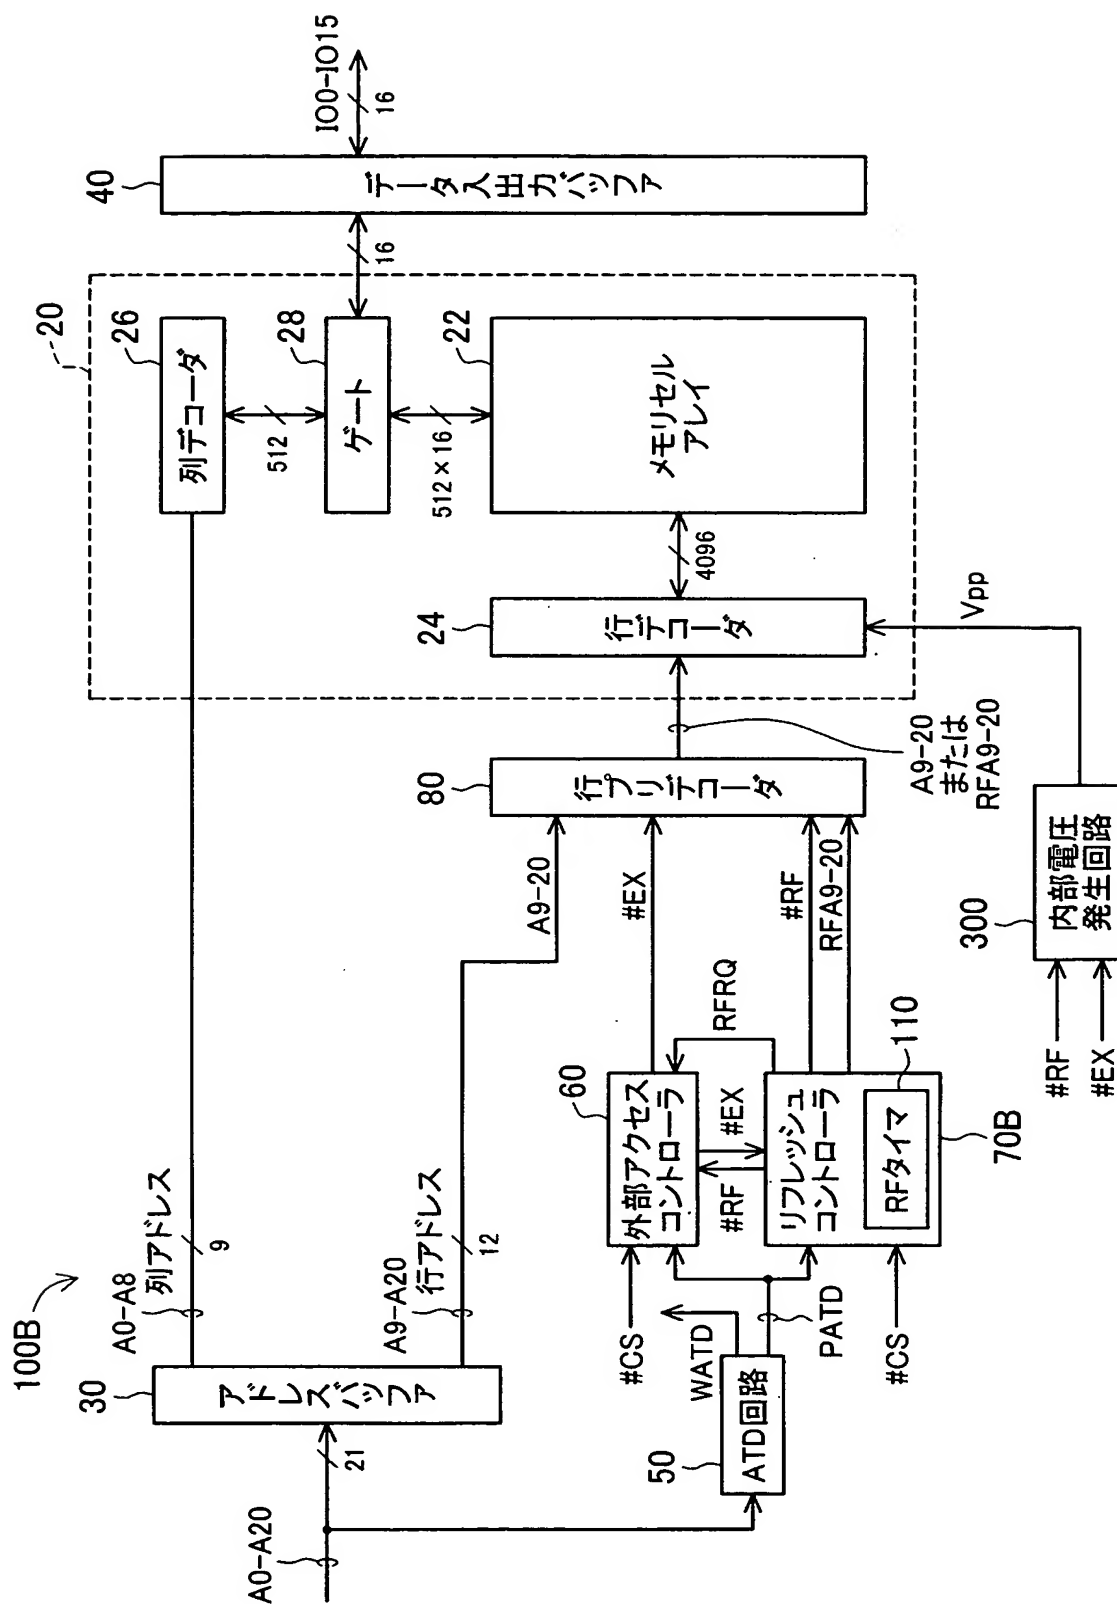 100B
A0-A20
21
30
アドレスバッファ
A0-A8
列アドレス
9
A9-A20
行アドレス
12
50
ATD回路
WATD
PATD
#CS
60
外部アクセス
コントローラ
#RF
#EX
RFRQ
#CS
リフレッシュ
コントローラ
RFタイマ
110
70B
A9-20
#EX
#RF
RFA9-20
80
行プリデコーダ
A9-20
または
RFA9-20
#RF
#EX
300
内部電圧
発生回路
Vpp
20
24
行デコーダ
4096
26
列デコーダ
512
28
ゲート
512×16
22
メモリセル
アレイ
16
40
データ入出力バッファ
IO0-IO15
16